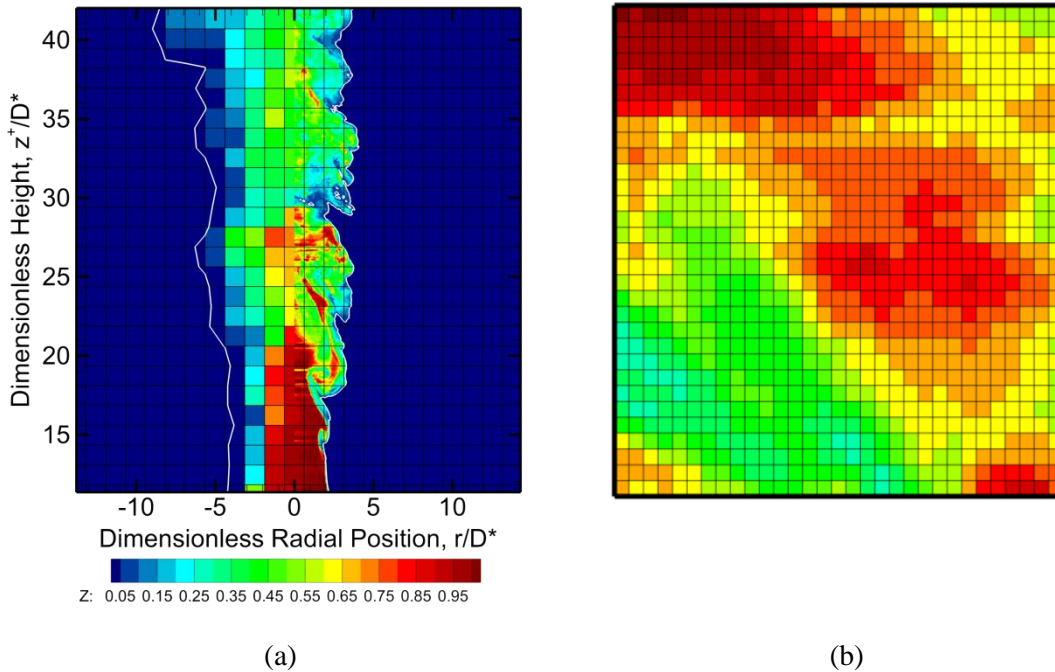 40
35
30
25
20
15
Dimensionless Height, z⁺/D*
-10 -5 0 5 10
Dimensionless Radial Position, r/D*
Z: 0.05 0.15 0.25 0.35 0.45 0.55 0.65 0.75 0.85 0.95
(a) (b)